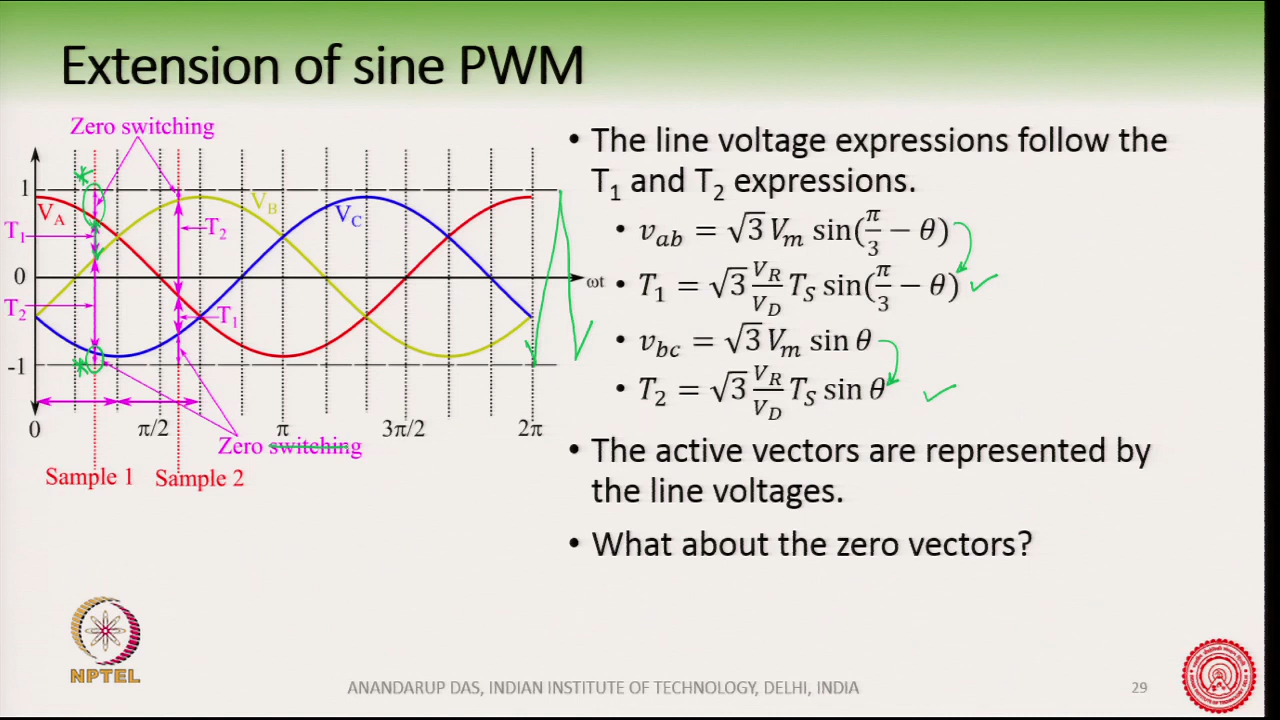 Extension of sine PWM
Zero switching
1
V_A
V_B
V_C
T_1
T_2
0
ωt
T_2
T_1
-1
0
π/2
π
3π/2
2π
Zero switching
Sample 1
Sample 2
• The line voltage expressions follow the
T_1 and T_2 expressions.
• v_ab = √3 V_m sin(π/3 − θ)
• T_1 = √3 V_R/V_D T_S sin(π/3 − θ)
• v_bc = √3 V_m sin θ
• T_2 = √3 V_R/V_D T_S sin θ
• The active vectors are represented by
the line voltages.
• What about the zero vectors?
NPTEL
ANANDARUP DAS, INDIAN INSTITUTE OF TECHNOLOGY, DELHI, INDIA
29